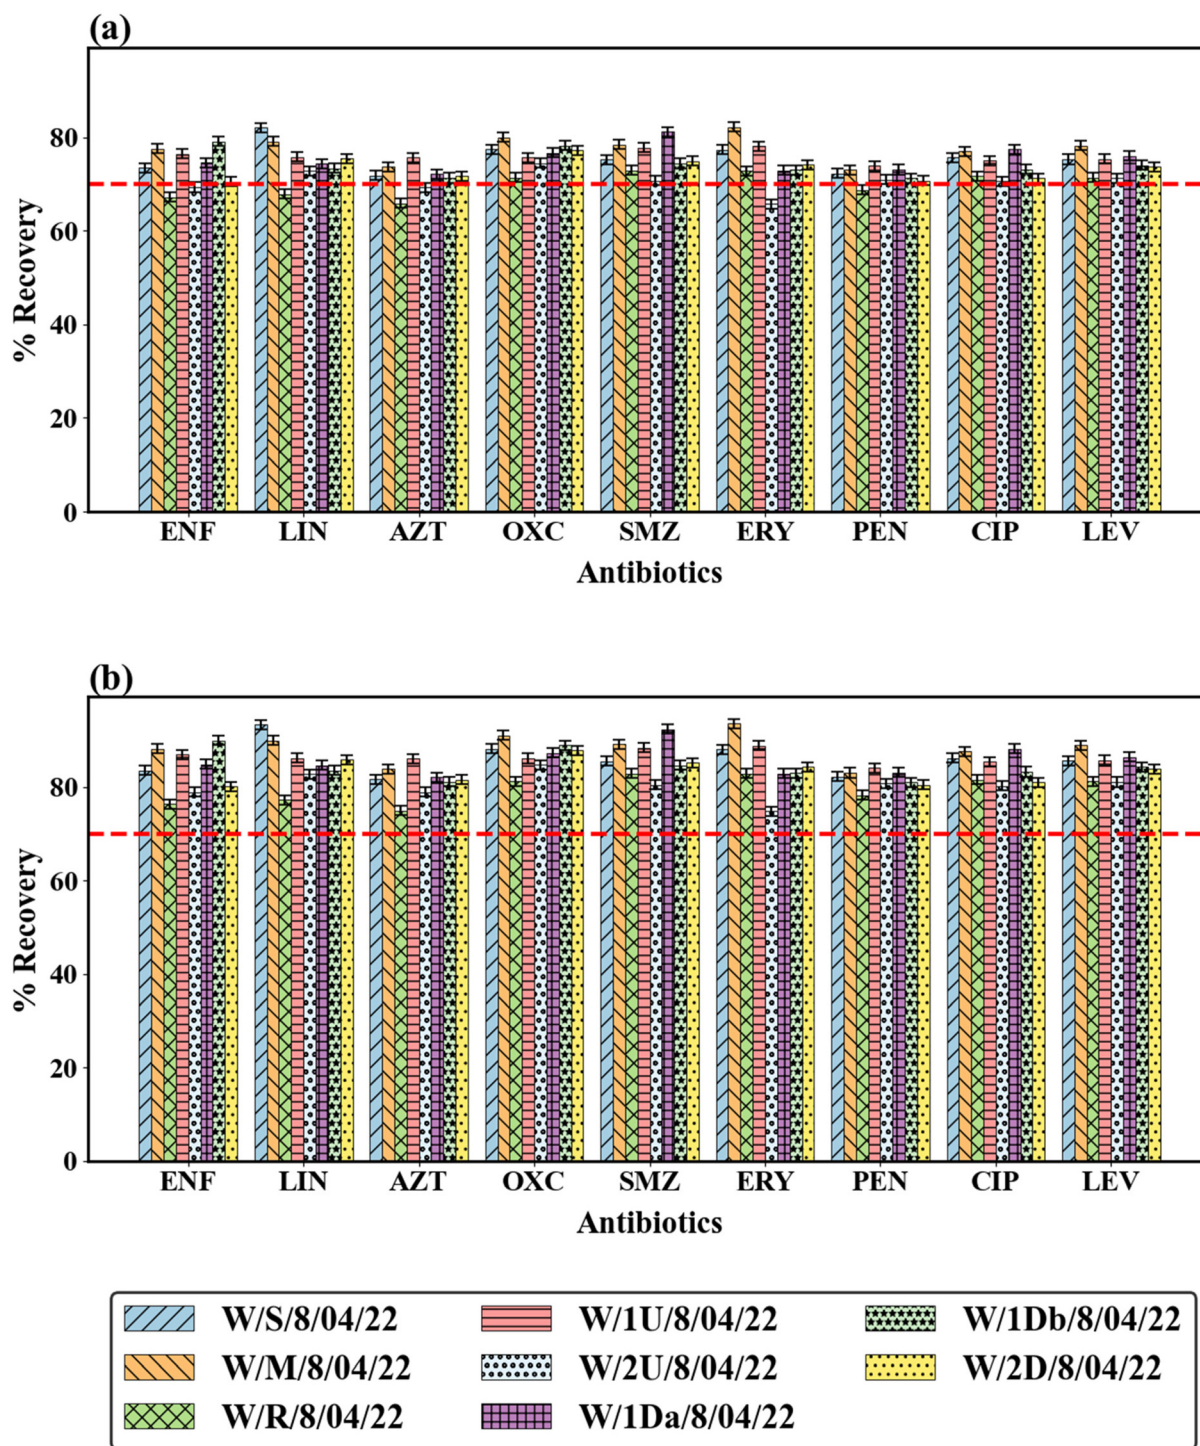 (a)
80
60
40
20
0
% Recovery
ENF LIN AZT OXC SMZ ERY PEN CIP LEV
Antibiotics
(b)
80
60
40
20
0
% Recovery
ENF LIN AZT OXC SMZ ERY PEN CIP LEV
Antibiotics
W/S/8/04/22 W/1U/8/04/22 W/1Db/8/04/22
W/M/8/04/22 W/2U/8/04/22 W/2D/8/04/22
W/R/8/04/22 W/1Da/8/04/22